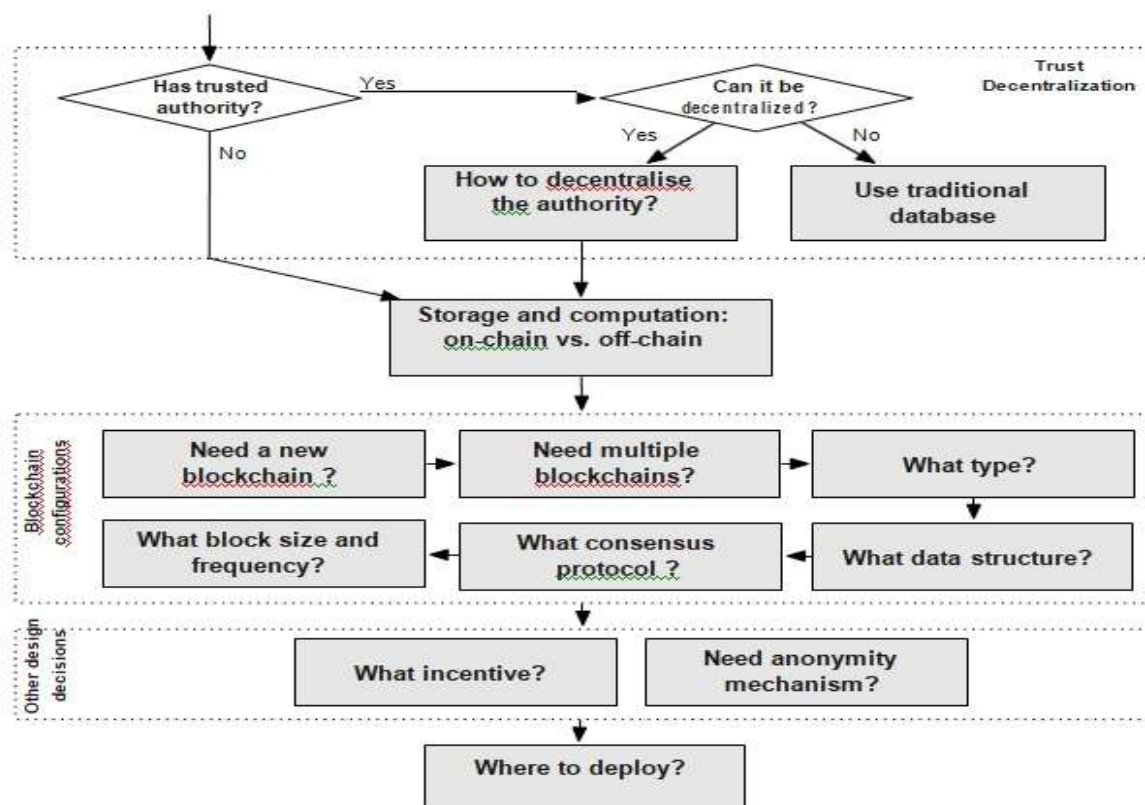 Trust
Decentralization
Has trusted
authority?
Yes
Can it be
decentralized?
No
Yes
No
How to decentralise
the authority?
Use traditional
database
Storage and computation:
on-chain vs. off-chain
Blockchain
configurations
Need a new
blockchain ?
Need multiple
blockchains?
What type?
What block size and
frequency?
What consensus
protocol ?
What data structure?
Other design
decisions
What incentive?
Need anonymity
mechanism?
Where to deploy?